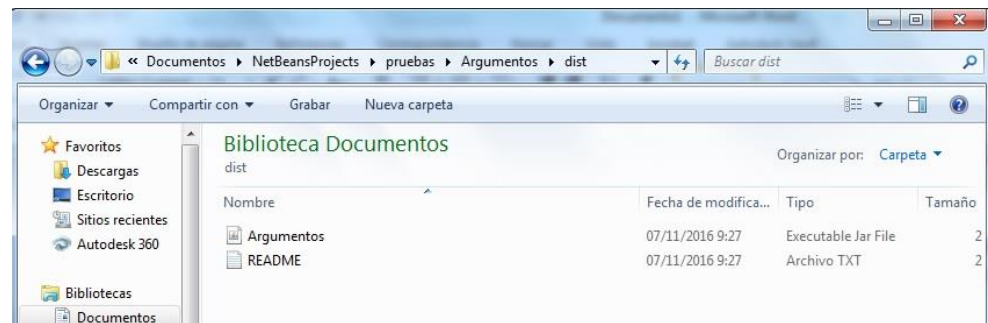 « Documentos ▸ NetBeansProjects ▸ pruebas ▸ Argumentos ▸ dist
Buscar dist
Organizar ▾ Compartir con ▾ Grabar Nueva carpeta
Favoritos
Descargas
Escritorio
Sitios recientes
Autodesk 360
Bibliotecas
Documentos
Biblioteca Documentos
dist
Organizar por: Carpeta ▾
Nombre Fecha de modifica... Tipo Tamaño
Argumentos 07/11/2016 9:27 Executable Jar File 2
README 07/11/2016 9:27 Archivo TXT 2